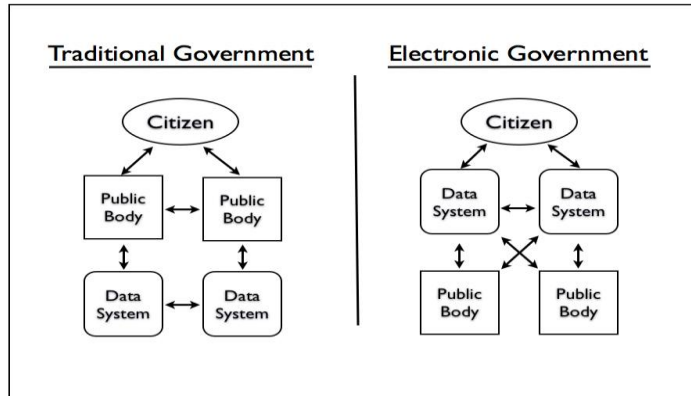 Traditional Government
Citizen
Public
Body
Public
Body
Data
System
Data
System
Electronic Government
Citizen
Data
System
Data
System
Public
Body
Public
Body